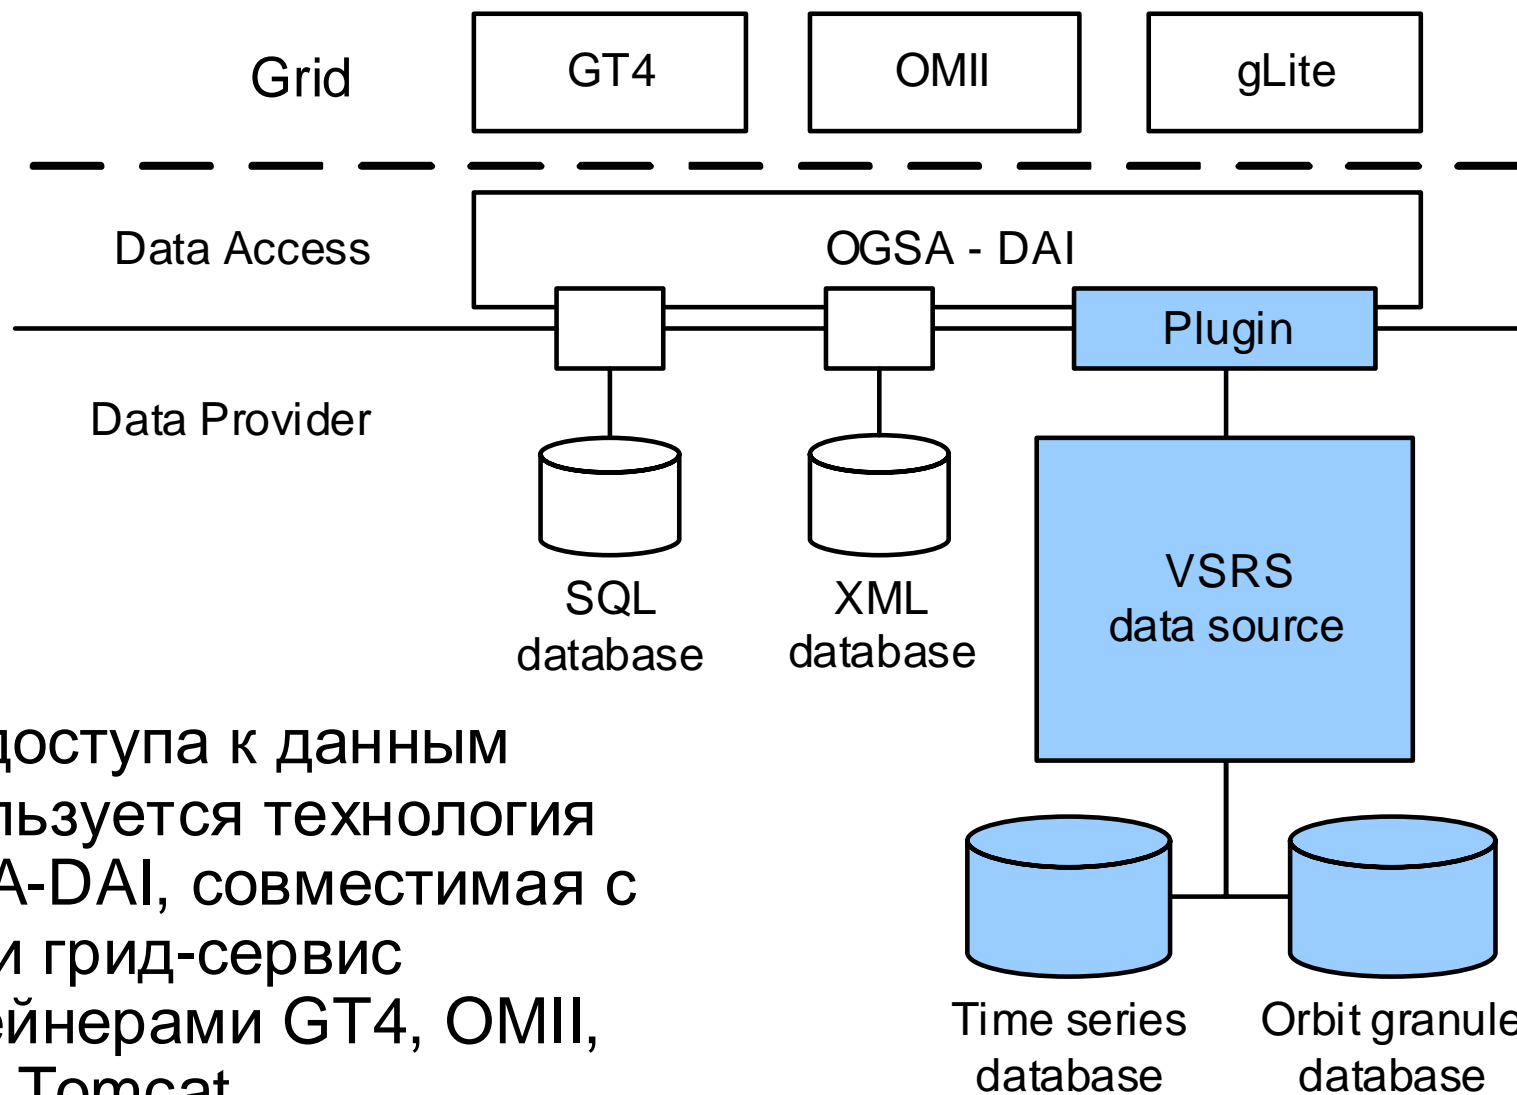 Grid
GT4
OMII
gLite
Data Access
OGSA - DAI
Plugin
Data Provider
SQL
database
XML
database
VSRS
data source
доступа к данным
льзуется технология
A-DAI, совместимая с
и грид-сервис
ейнерами GT4, OMII,
Tomcat
Time series
database
Orbit granule
database